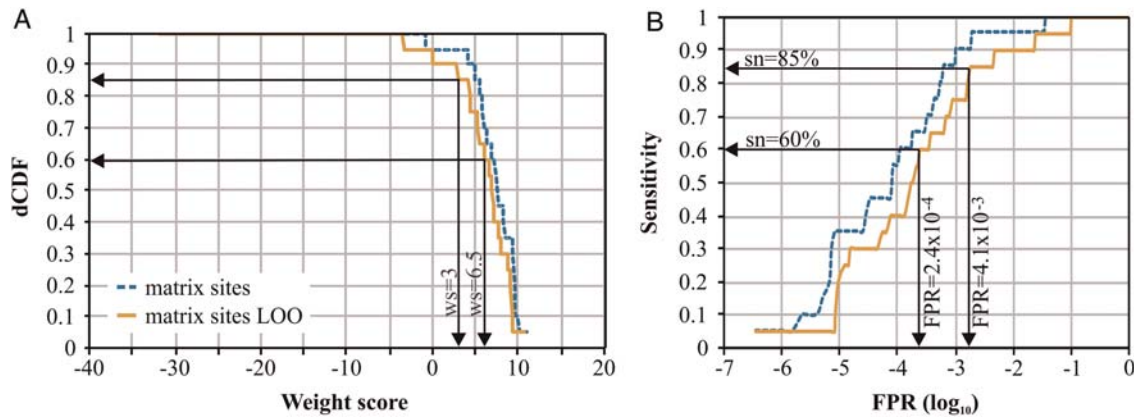 A
1
0.9
0.8
0.7
0.6
0.5
0.4
0.3
0.2
0.1
0
dCDF
matrix sites
matrix sites LOO
ws=3
ws=6.5
-40
-30
-20
-10
0
10
20
Weight score
B
1
0.9
0.8
0.7
0.6
0.5
0.4
0.3
0.2
0.1
0
Sensitivity
sn=85%
sn=60%
FPR=2.4x10⁻⁴
FPR=4.1x10⁻³
-7
-6
-5
-4
-3
-2
-1
0
FPR (log₁₀)